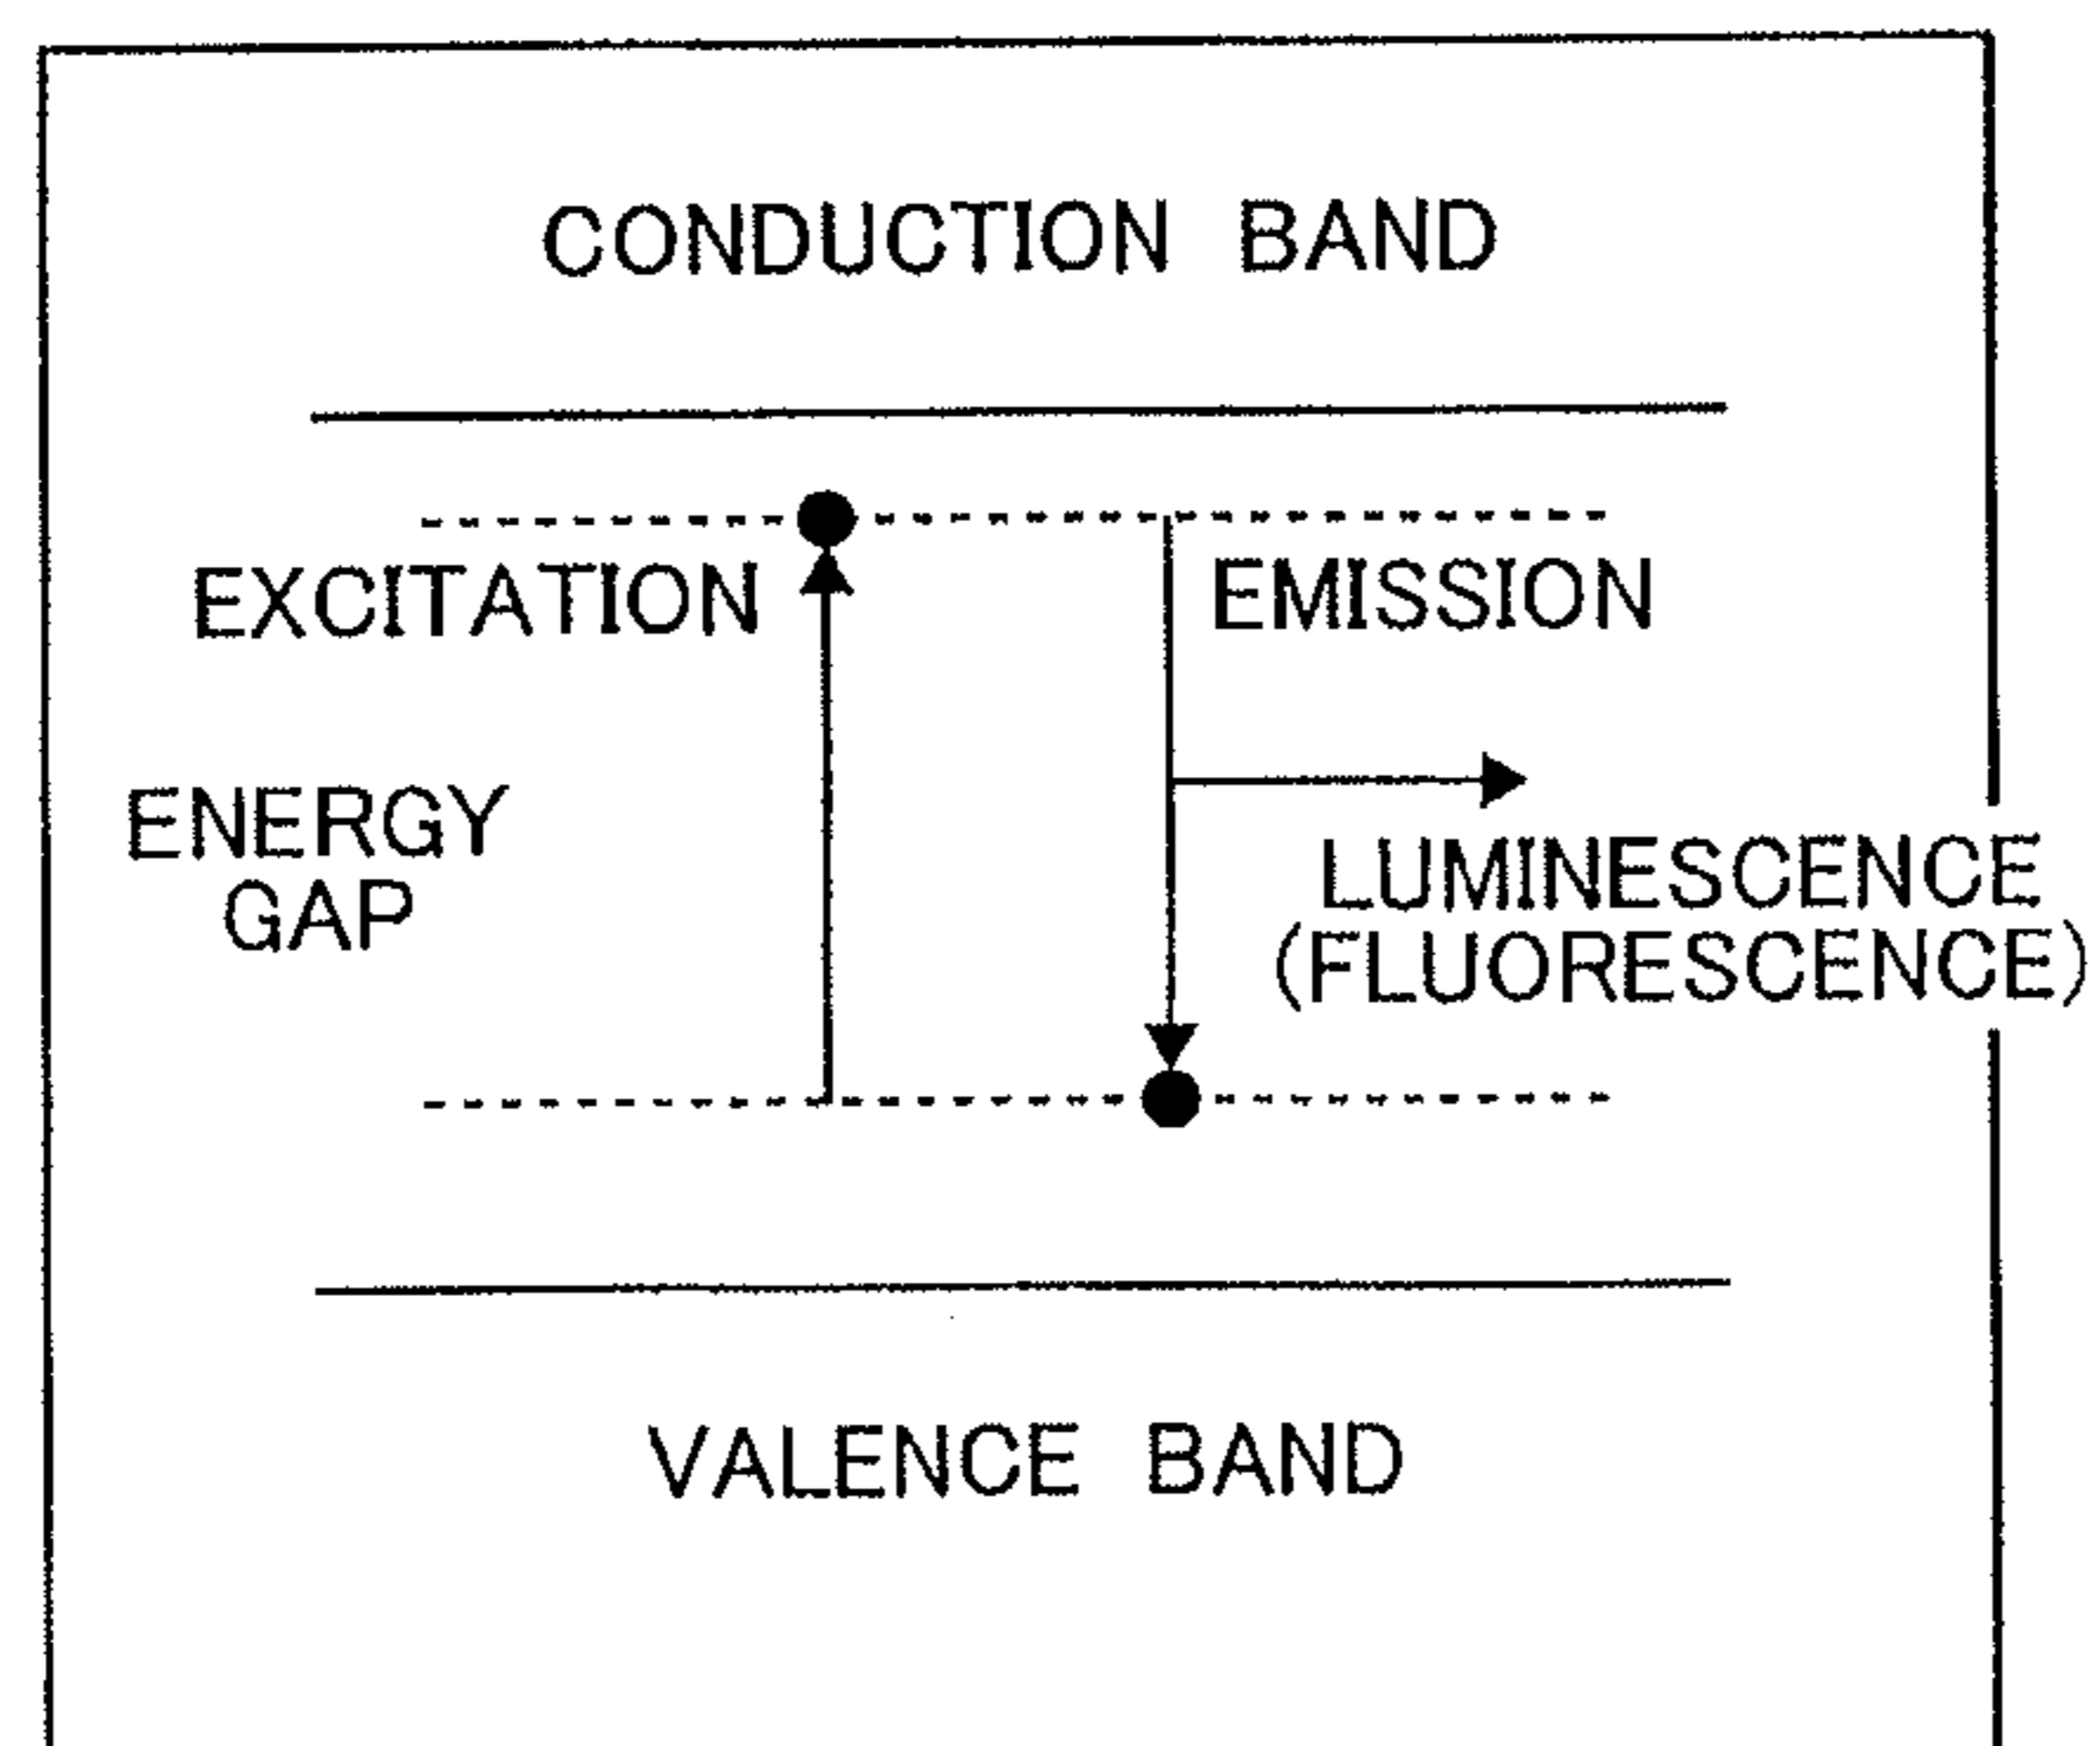 CONDUCTION BAND
EXCITATION
EMISSION
ENERGY
GAP
LUMINESCENCE
(FLUORESCENCE)
VALENCE BAND